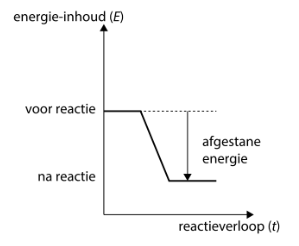 energie-inhoud (E)
voor reactie
afgestane
energie
na reactie
reactieverloop (t)